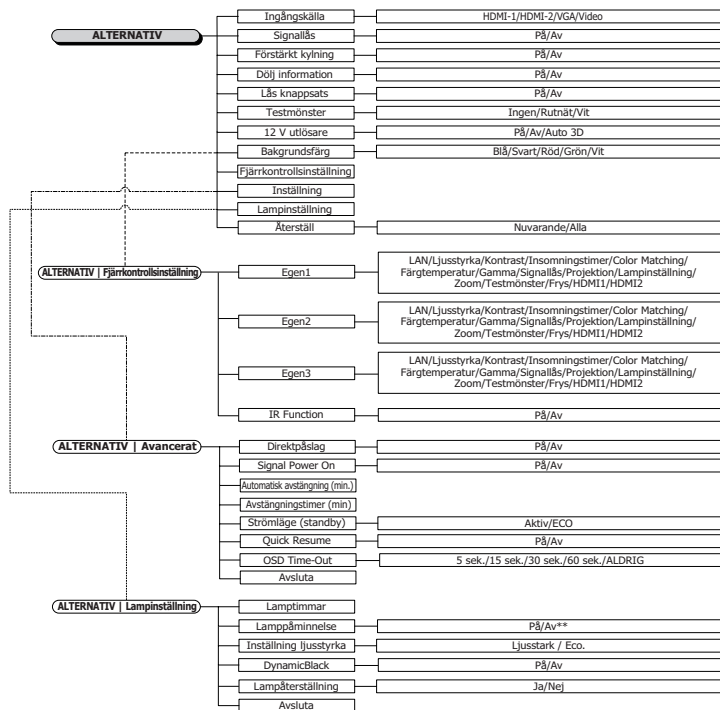 ALTERNATIV
Ingångskälla
HDMI-1/HDMI-2/VGA/Video
Signallås
På/Av
Förstärkt kylning
På/Av
Dölj information
På/Av
Lås knappsats
På/Av
Testmönster
Ingen/Rutnät/Vit
12 V utlösare
På/Av/Auto 3D
Bakgrundsfärg
Blå/Svart/Röd/Grön/Vit
Fjärrkontrollsinställning
Inställning
Lampinställning
Återställ
Nuvarande/Alla
ALTERNATIV | Fjärrkontrollsinställning
Egen1
LAN/Ljusstyrka/Kontrast/Insomningstimer/Color Matching/
Färgtemperatur/Gamma/Signallås/Projektion/Lampinställning/
Zoom/Testmönster/Frys/HDMI1/HDMI2
Egen2
LAN/Ljusstyrka/Kontrast/Insomningstimer/Color Matching/
Färgtemperatur/Gamma/Signallås/Projektion/Lampinställning/
Zoom/Testmönster/Frys/HDMI1/HDMI2
Egen3
LAN/Ljusstyrka/Kontrast/Insomningstimer/Color Matching/
Färgtemperatur/Gamma/Signallås/Projektion/Lampinställning/
Zoom/Testmönster/Frys/HDMI1/HDMI2
IR Function
På/Av
ALTERNATIV | Avancerat
Direktpåslag
På/Av
Signal Power On
På/Av
Automatisk avstängning (min.)
Avstängningstimer (min)
Strömläge (standby)
Aktiv/ECO
Quick Resume
På/Av
OSD Time-Out
5 sek./15 sek./30 sek./60 sek./ALDRIG
Avsluta
ALTERNATIV | Lampinställning
Lamptimmar
Lamppåminnelse
På/Av**
Inställning ljusstyrka
Ljusstark / Eco.
DynamicBlack
På/Av
Lampåterställning
Ja/Nej
Avsluta